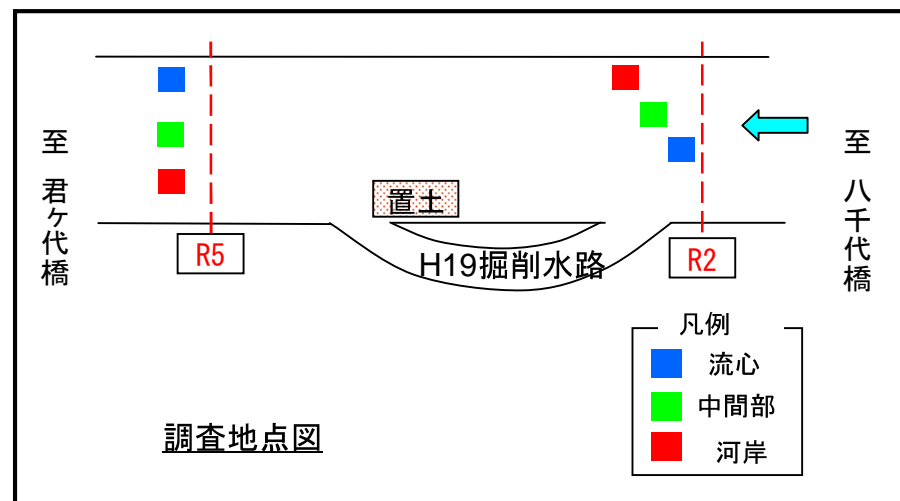 至 君ケ代橋
置土
至 八千代橋
R5
H19掘削水路
R2
凡例
流心
中間部
河岸
調査地点図